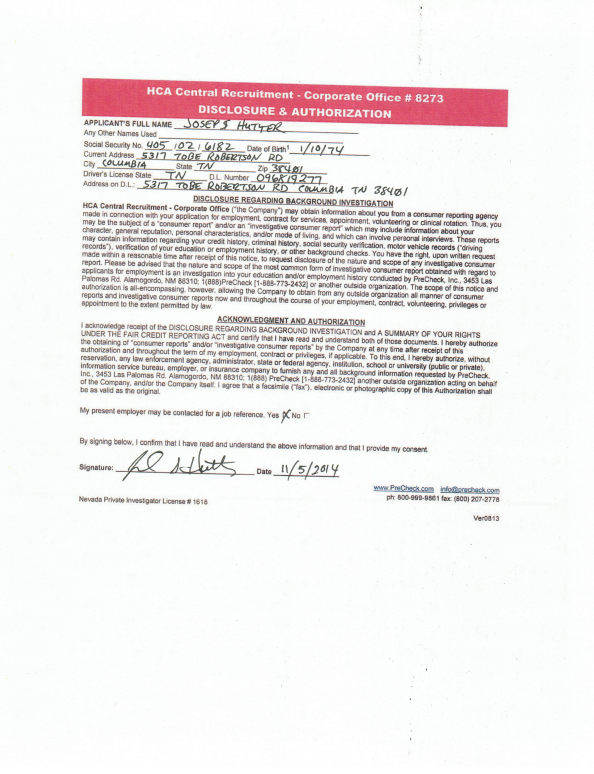 HCA Central Recruitment - Corporate Office # 8273
DISCLOSURE & AUTHORIZATION
APPLICANT'S FULL NAME JOSEPH HUTTER
Any Other Names Used
Social Security No. 405 / 02 / 6182 Date of Birth¹ 1/10/74
Current Address 5317 TOBE ROBERTSON RD
City COLUMBIA State TN Zip 38401
Driver's License State TN D.L. Number 096819277
Address on D.L.: 5317 TOBE ROBERTSON RD COLUMBIA TN 38401
DISCLOSURE REGARDING BACKGROUND INVESTIGATION
HCA Central Recruitment - Corporate Office ("the Company") may obtain information about you from a consumer reporting agency
made in connection with your application for employment, contract for services, appointment, volunteering or clinical rotation. Thus, you
may be the subject of a "consumer report" and/or an "investigative consumer report" which may include information about your
character, general reputation, personal characteristics, and/or mode of living, and which can involve personal interviews. These reports
may contain information regarding your credit history, criminal history, social security verification, motor vehicle records ("driving
records"), verification of your education or employment history, or other background checks. You have the right, upon written request
made within a reasonable time after receipt of this notice, to request disclosure of the nature and scope of any investigative consumer
report. Please be advised that the nature and scope of the most common form of investigative consumer report obtained with regard to
applicants for employment is an investigation into your education and/or employment history conducted by PreCheck, Inc., 3453 Las
Palomas Rd. Alamogordo, NM 88310; 1(888)PreCheck [1-888-773-2432] or another outside organization. The scope of this notice and
authorization is all-encompassing, however, allowing the Company to obtain from any outside organization all manner of consumer
reports and investigative consumer reports now and throughout the course of your employment, contract, volunteering, privileges or
appointment to the extent permitted by law.
ACKNOWLEDGMENT AND AUTHORIZATION
I acknowledge receipt of the DISCLOSURE REGARDING BACKGROUND INVESTIGATION and A SUMMARY OF YOUR RIGHTS
UNDER THE FAIR CREDIT REPORTING ACT and certify that I have read and understand both of those documents. I hereby authorize
the obtaining of "consumer reports" and/or "investigative consumer reports" by the Company at any time after receipt of this
authorization and throughout the term of my employment, contract or privileges, if applicable. To this end, I hereby authorize, without
reservation, any law enforcement agency, administrator, state or federal agency, institution, school or university (public or private),
information service bureau, employer, or insurance company to furnish any and all background information requested by PreCheck,
Inc., 3453 Las Palomas Rd. Alamogordo, NM 88310; 1(888) PreCheck [1-888-773-2432] another outside organization acting on behalf
of the Company, and/or the Company itself. I agree that a facsimile ("fax"), electronic or photographic copy of this Authorization shall
be as valid as the original.
My present employer may be contacted for a job reference. Yes X No
By signing below, I confirm that I have read and understand the above information and that I provide my consent.
Signature: Date 11/5/2014
www.PreCheck.com info@precheck.com
ph: 800-999-9861 fax: (800) 207-2778
Nevada Private Investigator License # 1618
Ver0813